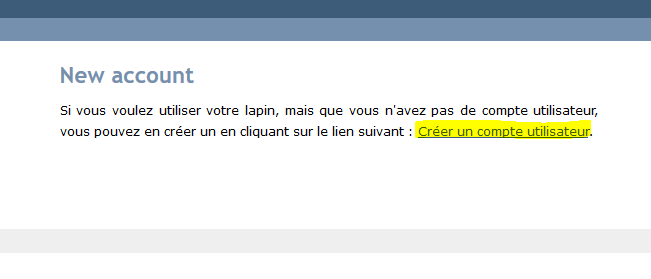 New account
Si vous voulez utiliser votre lapin, mais que vous n'avez pas de compte utilisateur,
vous pouvez en créer un en cliquant sur le lien suivant : Créer un compte utilisateur.